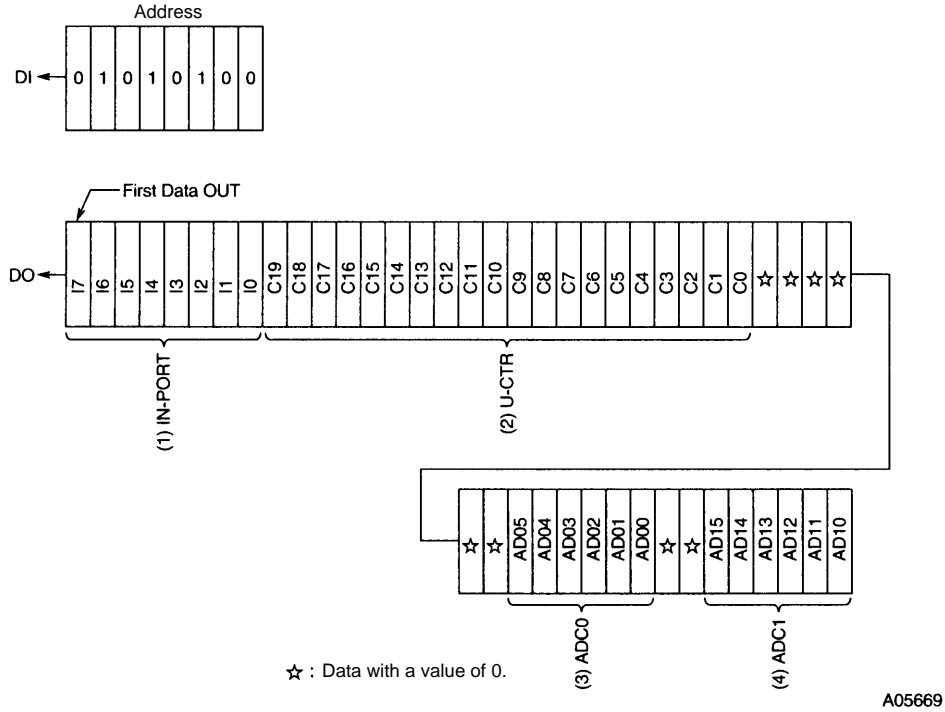 Address
DI 0 1 0 1 0 1 0 0
First Data OUT
DO I7 I6 I5 I4 I3 I2 I1 I0 C19 C18 C17 C16 C15 C14 C13 C12 C11 C10 C9 C8 C7 C6 C5 C4 C3 C2 C1 C0 ☆ ☆ ☆ ☆
(1) IN-PORT
(2) U-CTR
☆ ☆ AD05 AD04 AD03 AD02 AD01 AD00 ☆ ☆ AD15 AD14 AD13 AD12 AD11 AD10
(3) ADC0
(4) ADC1
☆ : Data with a value of 0.
A05669